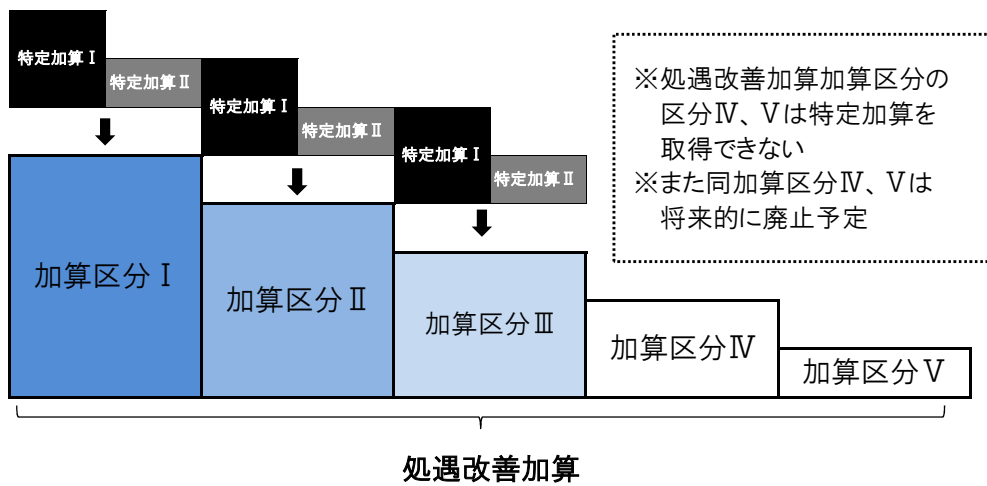 特定加算Ⅰ
特定加算Ⅱ
特定加算Ⅰ
特定加算Ⅱ
特定加算Ⅰ
特定加算Ⅱ
※処遇改善加算加算区分の
区分Ⅳ、Ⅴは特定加算を
取得できない
※また同加算区分Ⅳ、Ⅴは
将来的に廃止予定
加算区分Ⅰ
加算区分Ⅱ
加算区分Ⅲ
加算区分Ⅳ
加算区分Ⅴ
処遇改善加算